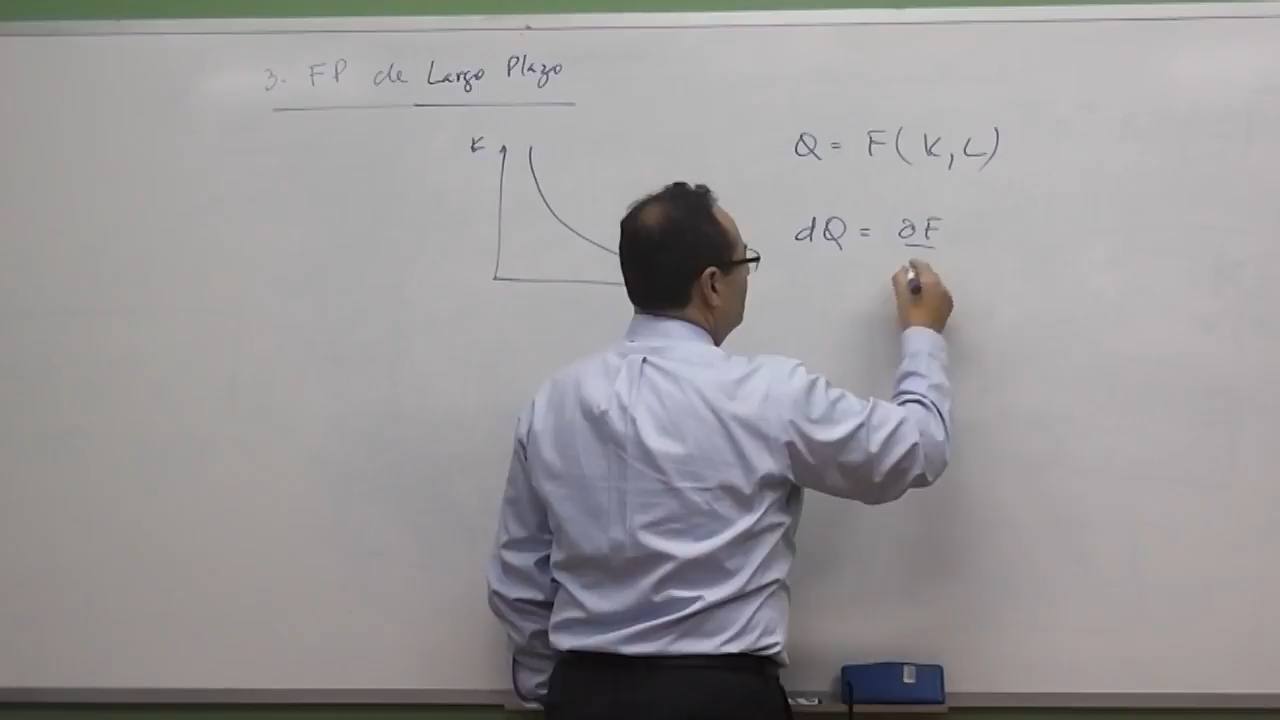 3. FP de Largo Plazo
K
Q = F(K,L)
dQ = ∂F